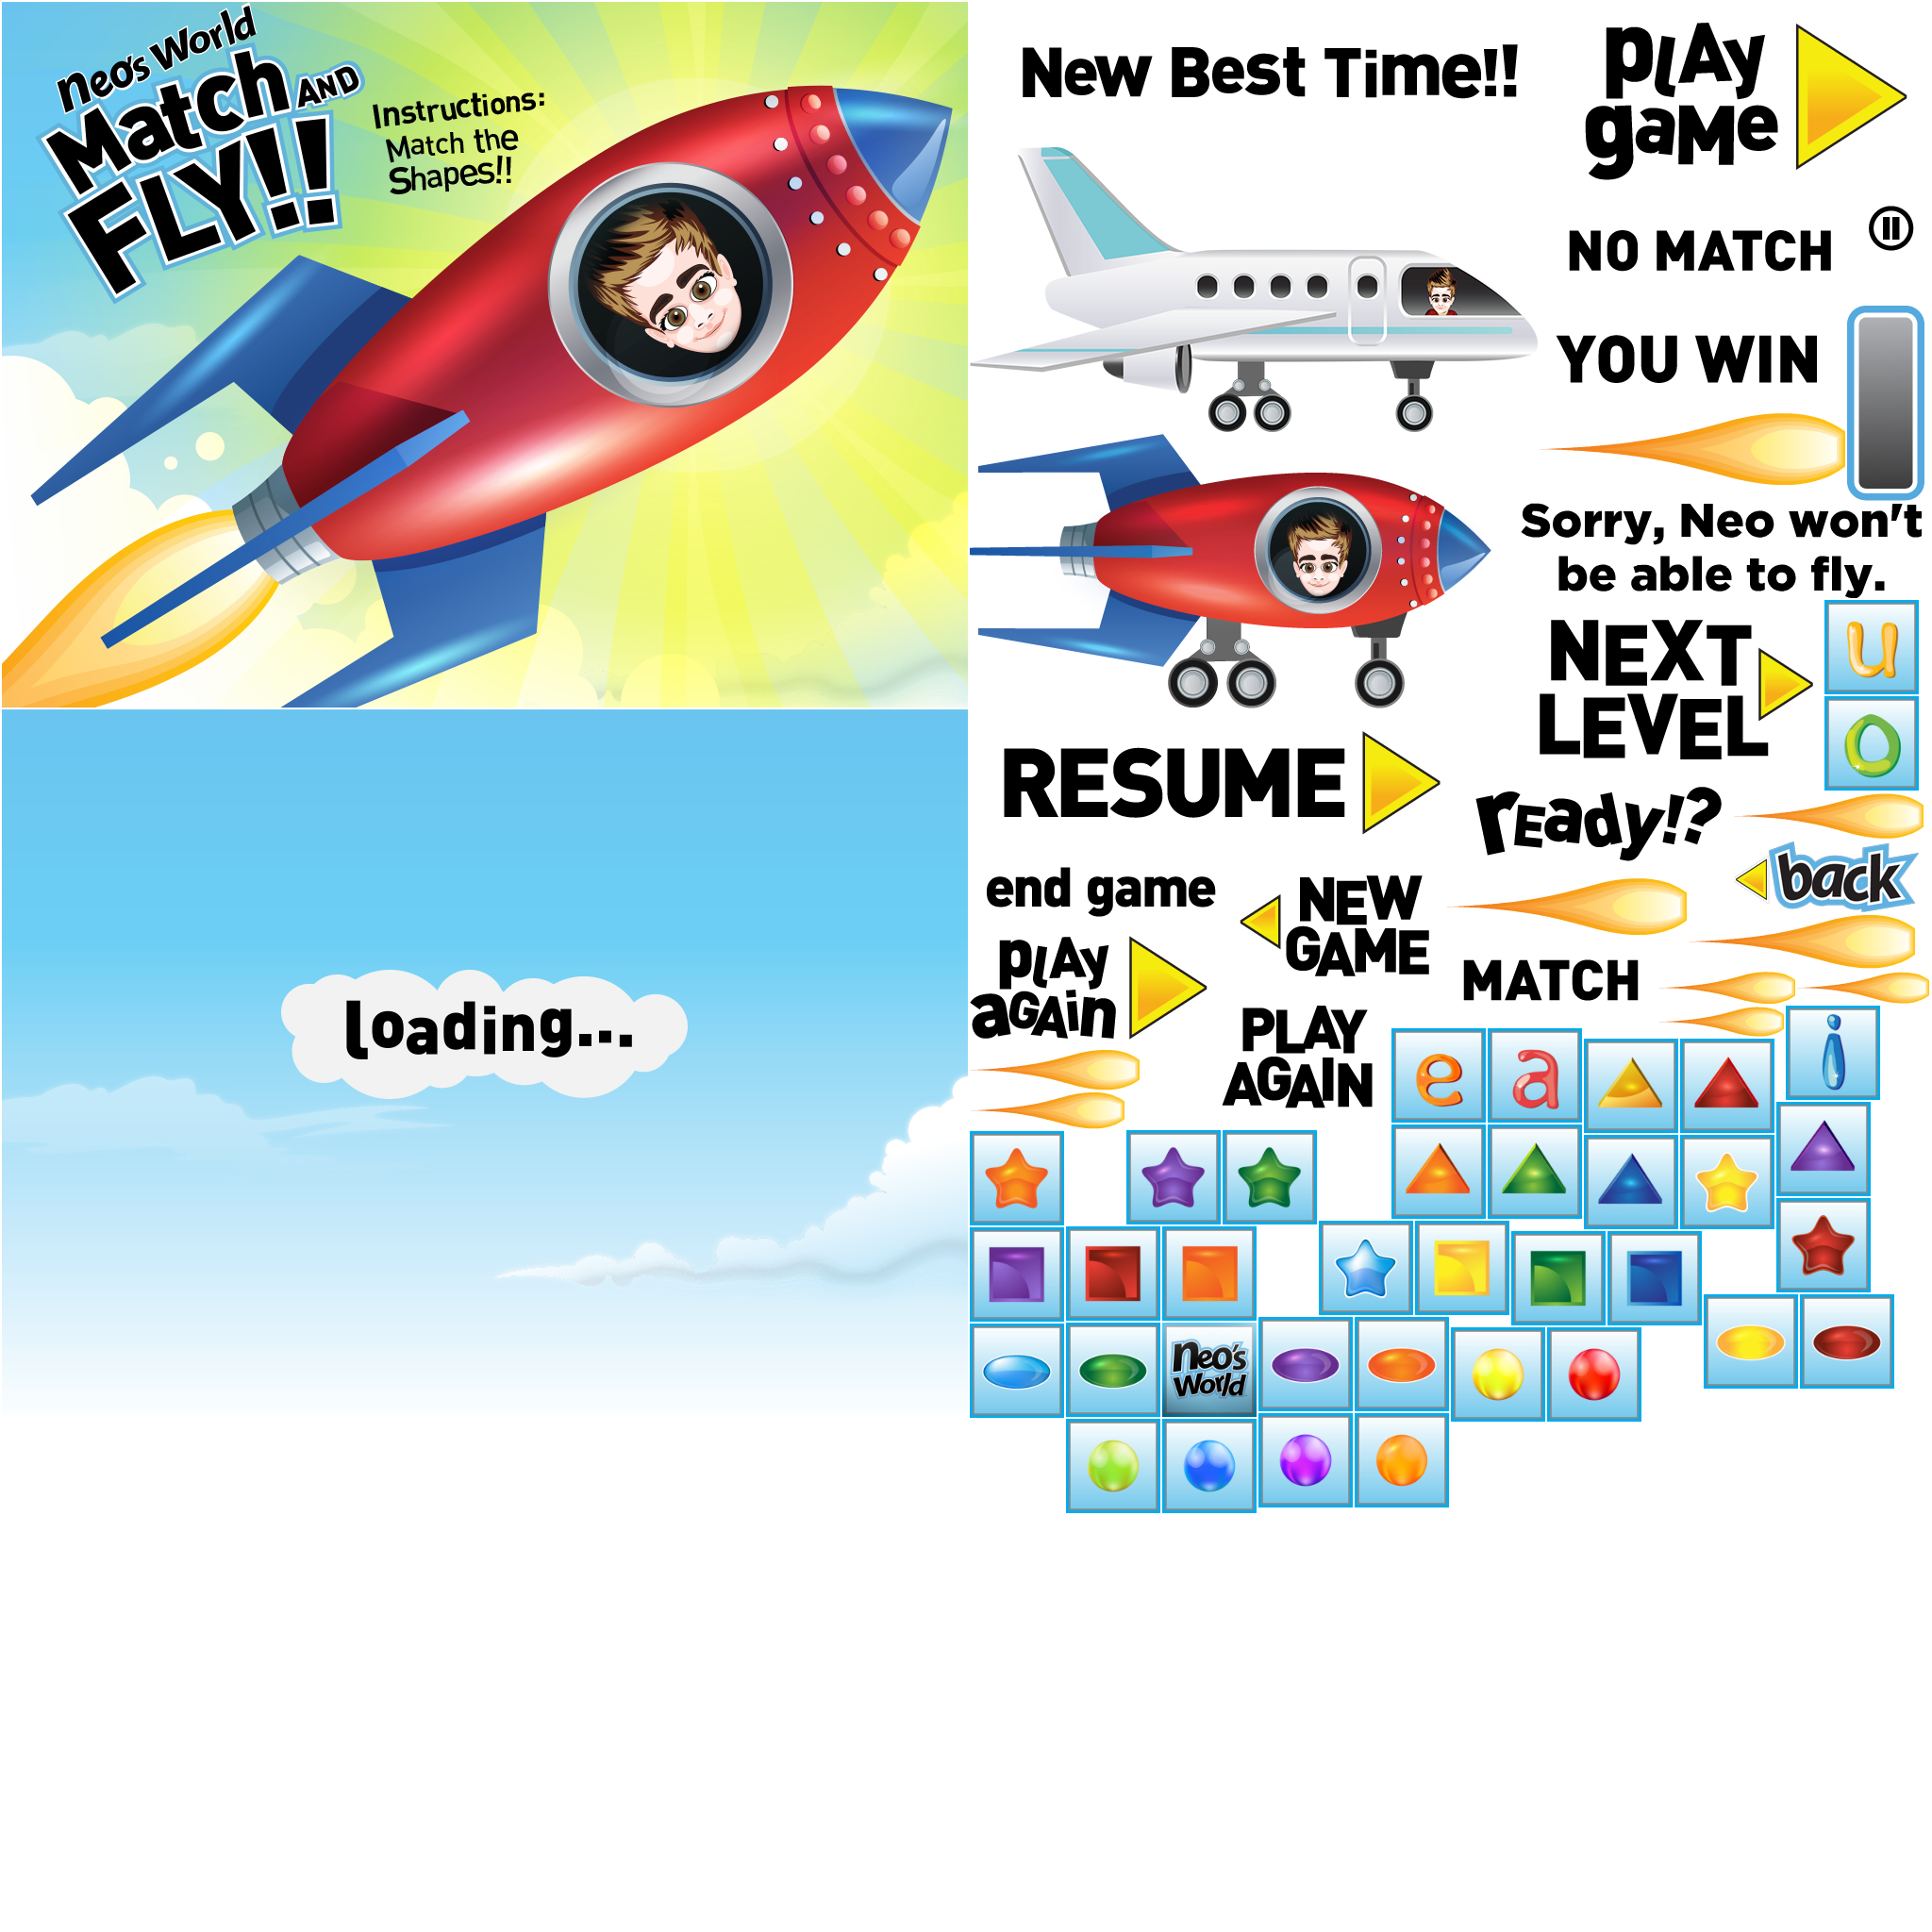 neo's World
Match AND
FLY!!
Instructions:
Match the
Shapes!!
loading...
New Best Time!!
play
game
NO MATCH
YOU WIN
Sorry, Neo won't
be able to fly.
NEXT
LEVEL
u
o
RESUME
rEady!?
back
end game
NEW
GAME
plAy
aGAin
MATCH
PLAY
AGAIN
i
e a
neo's
World